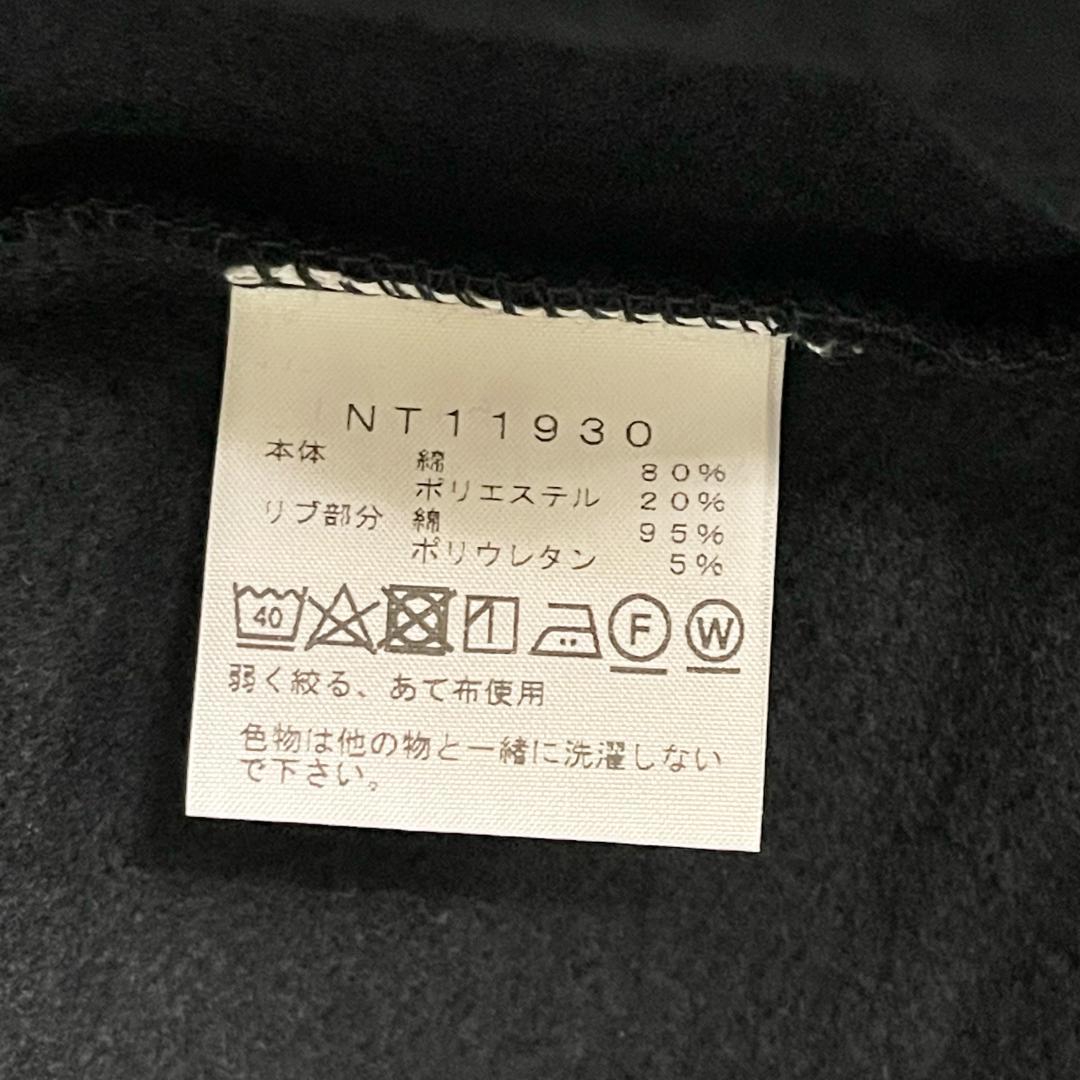 NT11930
本体 綿 80%
ポリエステル 20%
リブ部分 綿 95%
ポリウレタン 5%
40 F W
弱く絞る、あて布使用
色物は他の物と一緒に洗濯しない
で下さい。